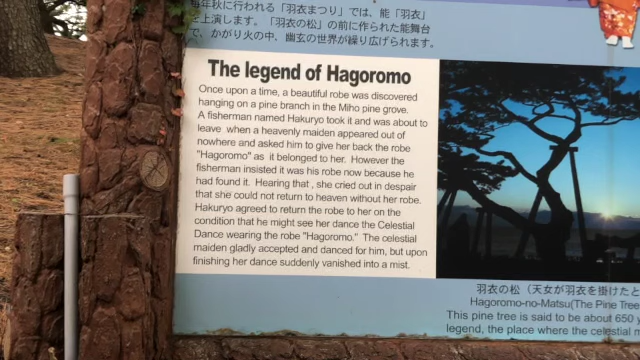 毎年秋に行われる「羽衣まつり」では、能「羽衣」
を上演します。「羽衣の松」の前に作られた能舞台
で、かがり火の中、幽玄の世界が繰り広げられます。
The legend of Hagoromo
Once upon a time, a beautiful robe was discovered
hanging on a pine branch in the Miho pine grove.
A fisherman named Hakuryo took it and was about to
leave when a heavenly maiden appeared out of
nowhere and asked him to give her back the robe
"Hagoromo" as it belonged to her. However the
fisherman insisted it was his robe now because he
had found it. Hearing that , she cried out in despair
that she could not return to heaven without her robe.
Hakuryo agreed to return the robe to her on the
condition that he might see her dance the Celestial
Dance wearing the robe "Hagoromo." The celestial
maiden gladly accepted and danced for him, but upon
finishing her dance suddenly vanished into a mist.
羽衣の松（天女が羽衣を掛けたと
Hagoromo-no-Matsu(The Pine Tree
This pine tree is said to be about 650 y
legend, the place where the celestial m